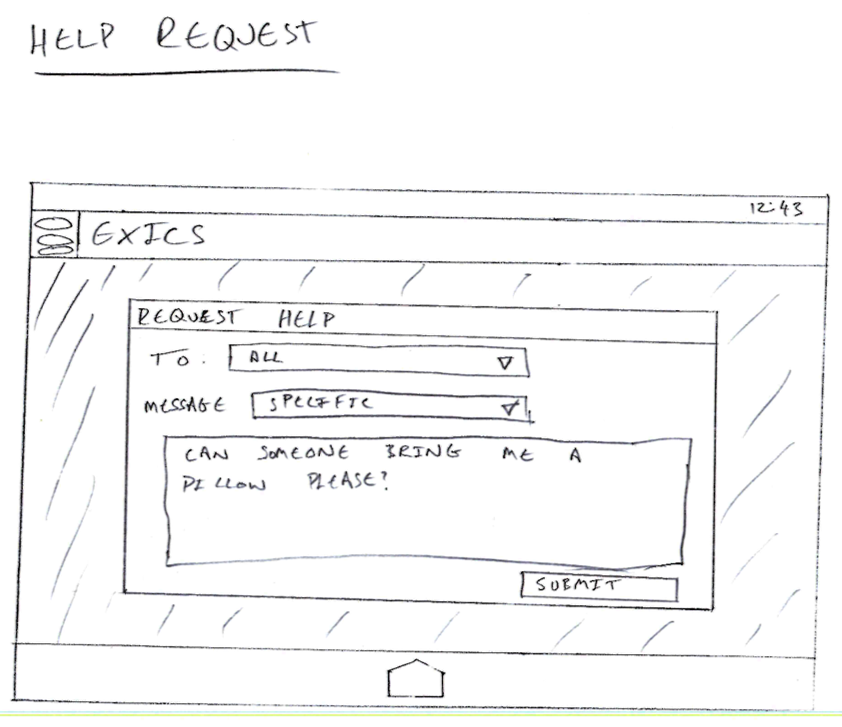 HELP REQUEST
12:43
EXICS
REQUEST HELP
TO: ALL
MESSAGE SPECIFIC
CAN SOMEONE BRING ME A
PILLOW PLEASE?
SUBMIT